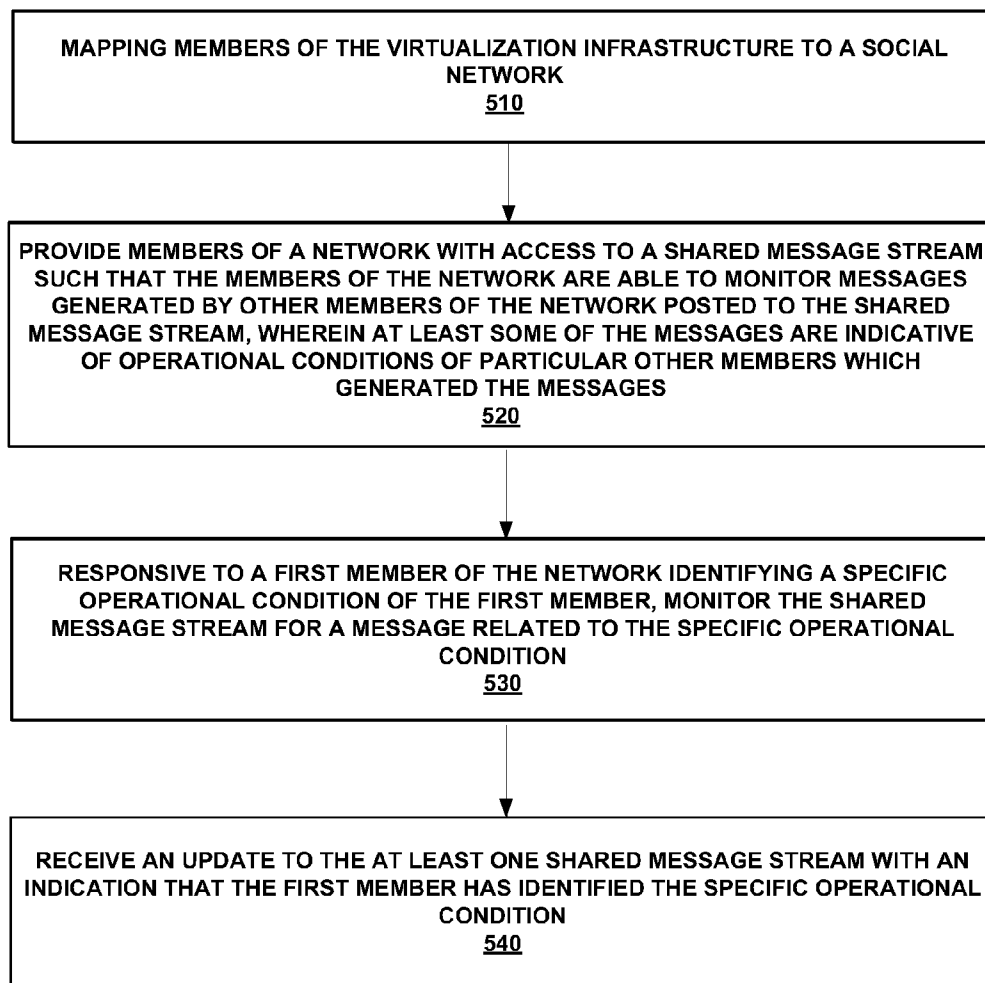 MAPPING MEMBERS OF THE VIRTUALIZATION INFRASTRUCTURE TO A SOCIAL
NETWORK
510
PROVIDE MEMBERS OF A NETWORK WITH ACCESS TO A SHARED MESSAGE STREAM
SUCH THAT THE MEMBERS OF THE NETWORK ARE ABLE TO MONITOR MESSAGES
GENERATED BY OTHER MEMBERS OF THE NETWORK POSTED TO THE SHARED
MESSAGE STREAM, WHEREIN AT LEAST SOME OF THE MESSAGES ARE INDICATIVE
OF OPERATIONAL CONDITIONS OF PARTICULAR OTHER MEMBERS WHICH
GENERATED THE MESSAGES
520
RESPONSIVE TO A FIRST MEMBER OF THE NETWORK IDENTIFYING A SPECIFIC
OPERATIONAL CONDITION OF THE FIRST MEMBER, MONITOR THE SHARED
MESSAGE STREAM FOR A MESSAGE RELATED TO THE SPECIFIC OPERATIONAL
CONDITION
530
RECEIVE AN UPDATE TO THE AT LEAST ONE SHARED MESSAGE STREAM WITH AN
INDICATION THAT THE FIRST MEMBER HAS IDENTIFIED THE SPECIFIC OPERATIONAL
CONDITION
540